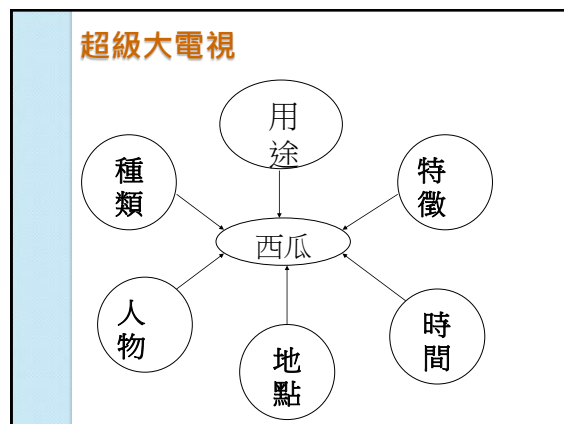 超級大電視
用
途
種
類
特
徵
西瓜
人
物
地
點
時
間